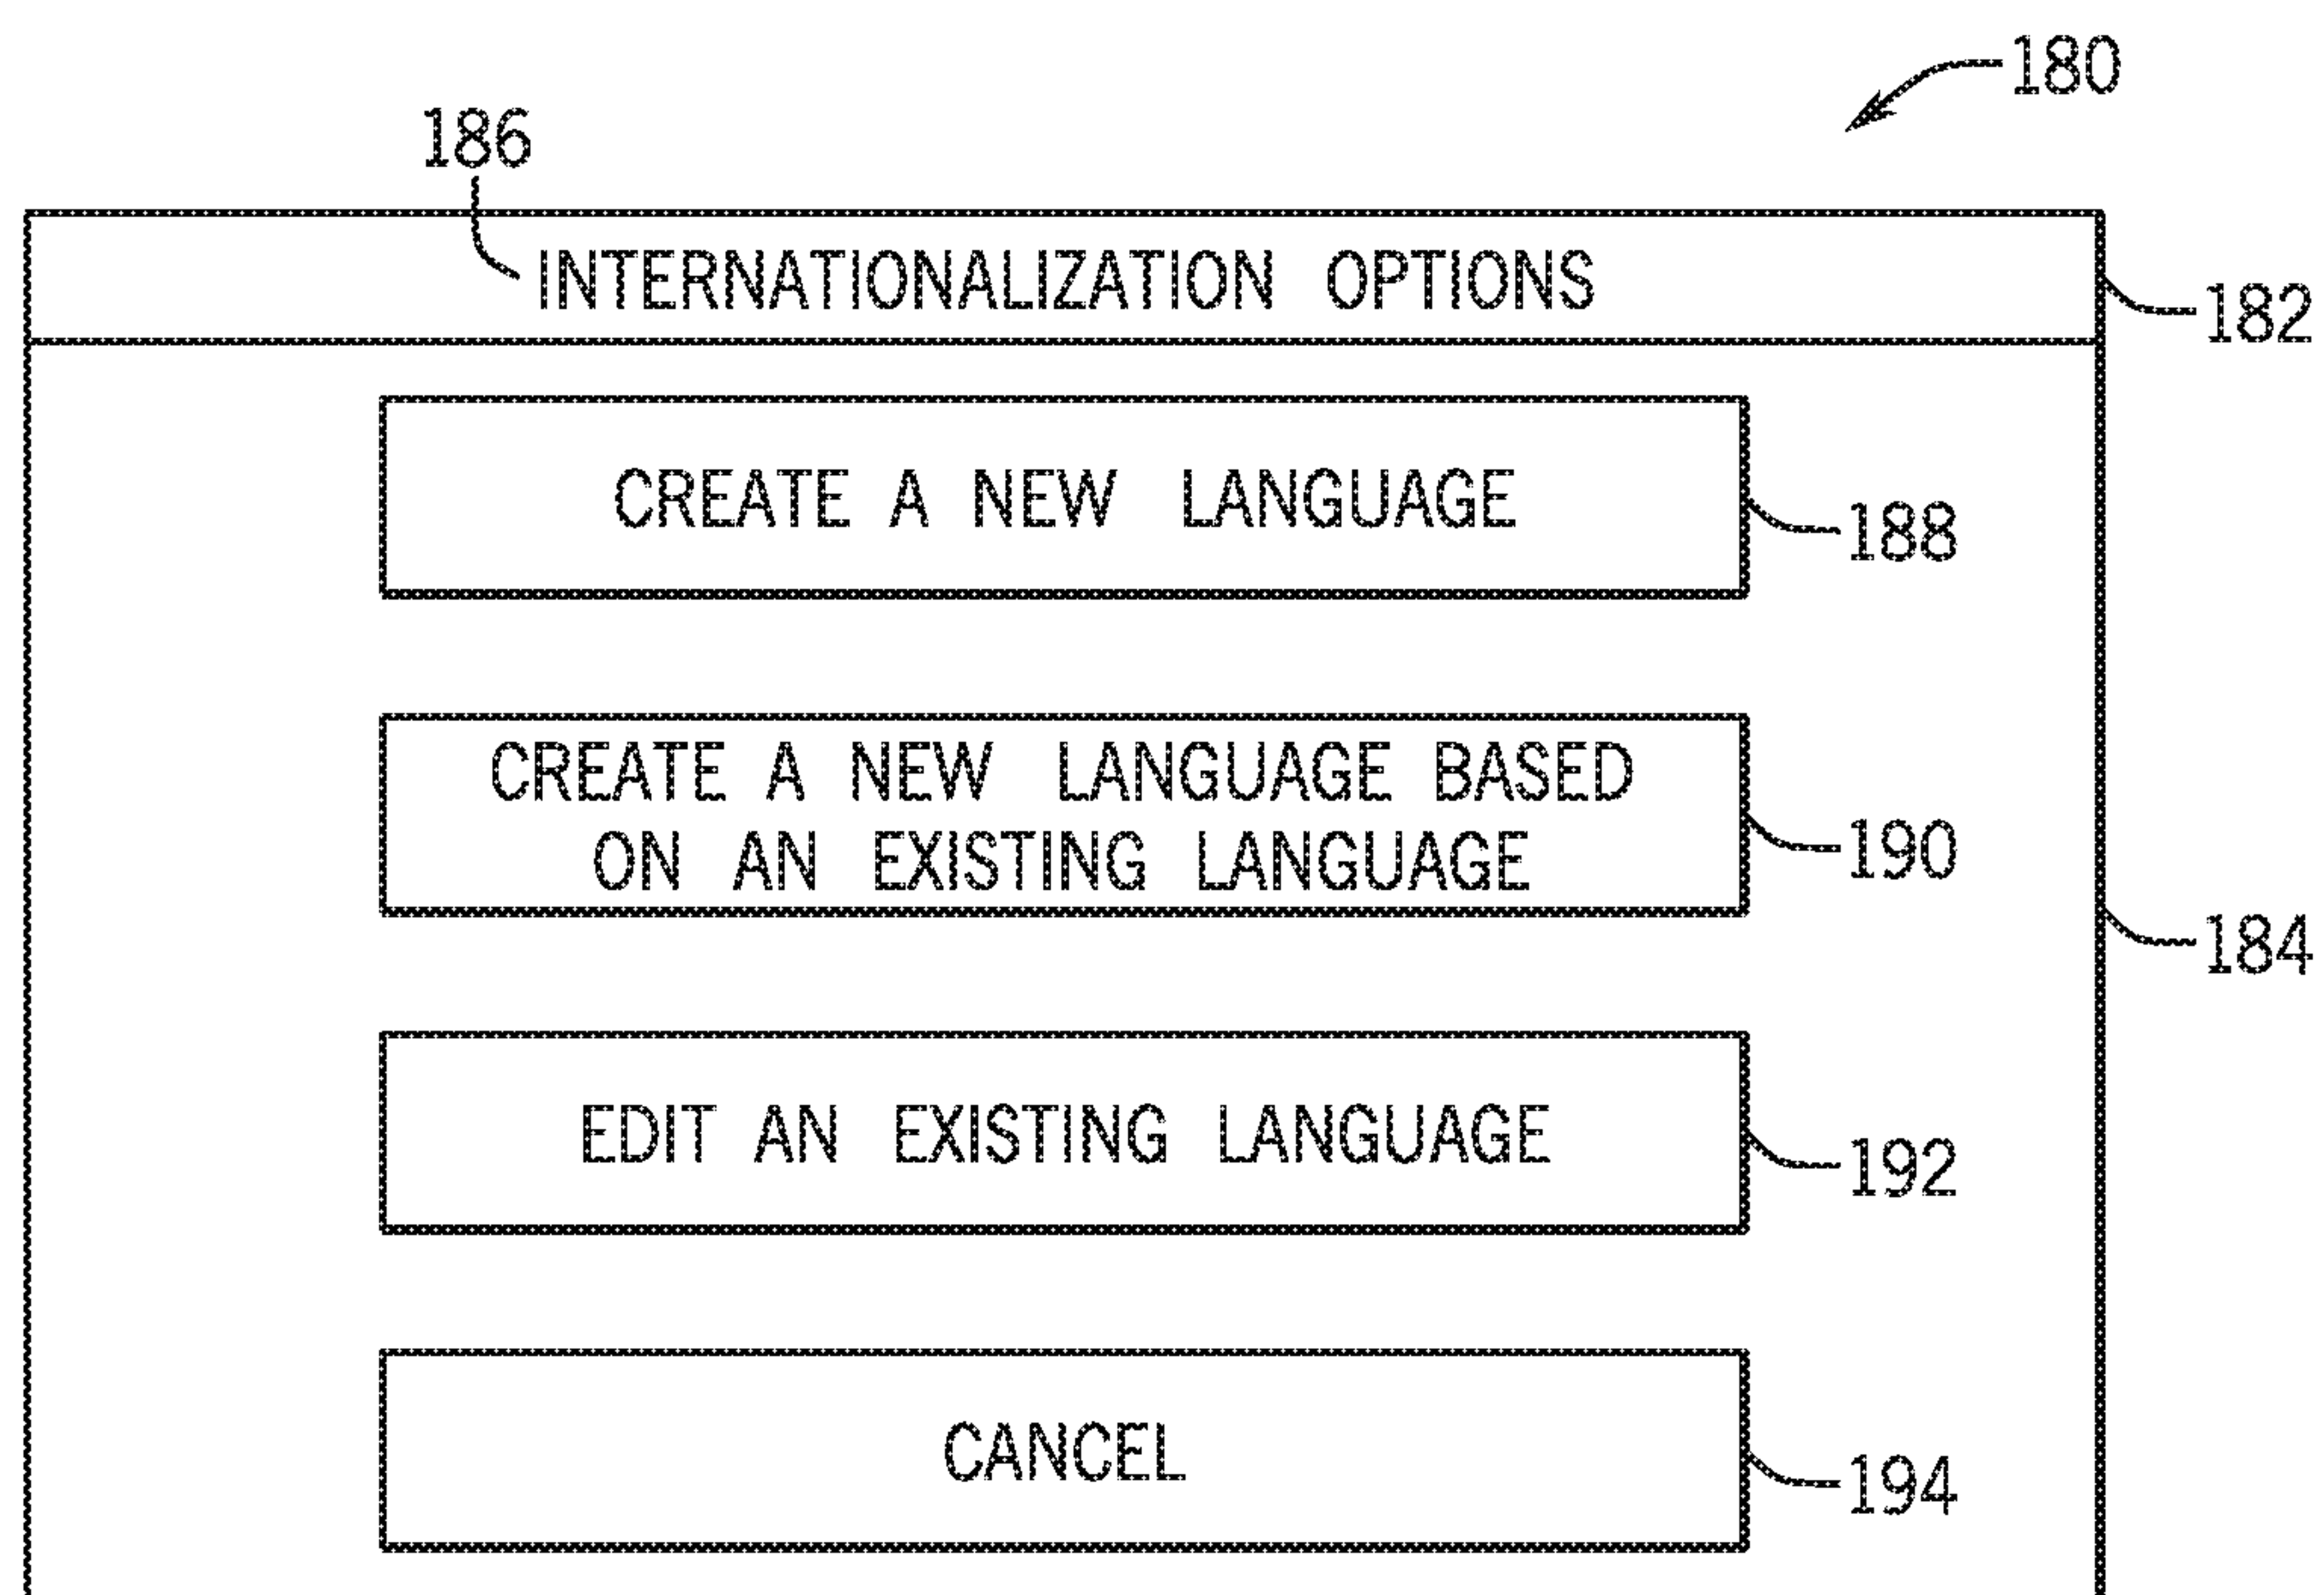 180
186
INTERNATIONALIZATION OPTIONS
182
CREATE A NEW LANGUAGE
188
CREATE A NEW LANGUAGE BASED
ON AN EXISTING LANGUAGE
190
184
EDIT AN EXISTING LANGUAGE
192
CANCEL
194